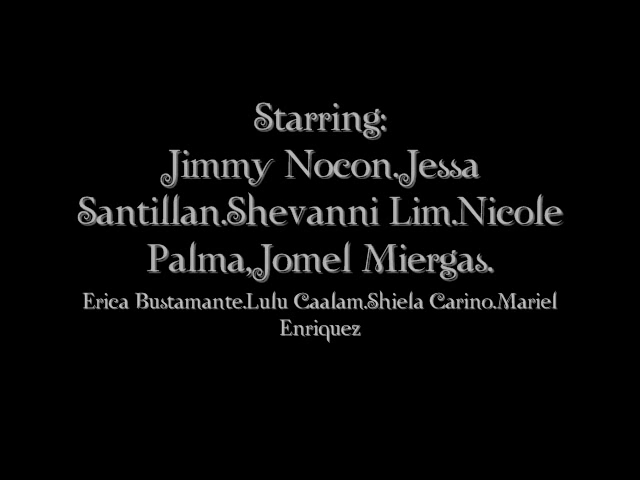 Starring:
Jimmy Nocon.Jessa
Santillan.Shevanni Lim.Nicole
Palma,Jomel Miergas.
Erica Bustamante.Lulu Caalam.Shiela Carino.Mariel
Enriquez